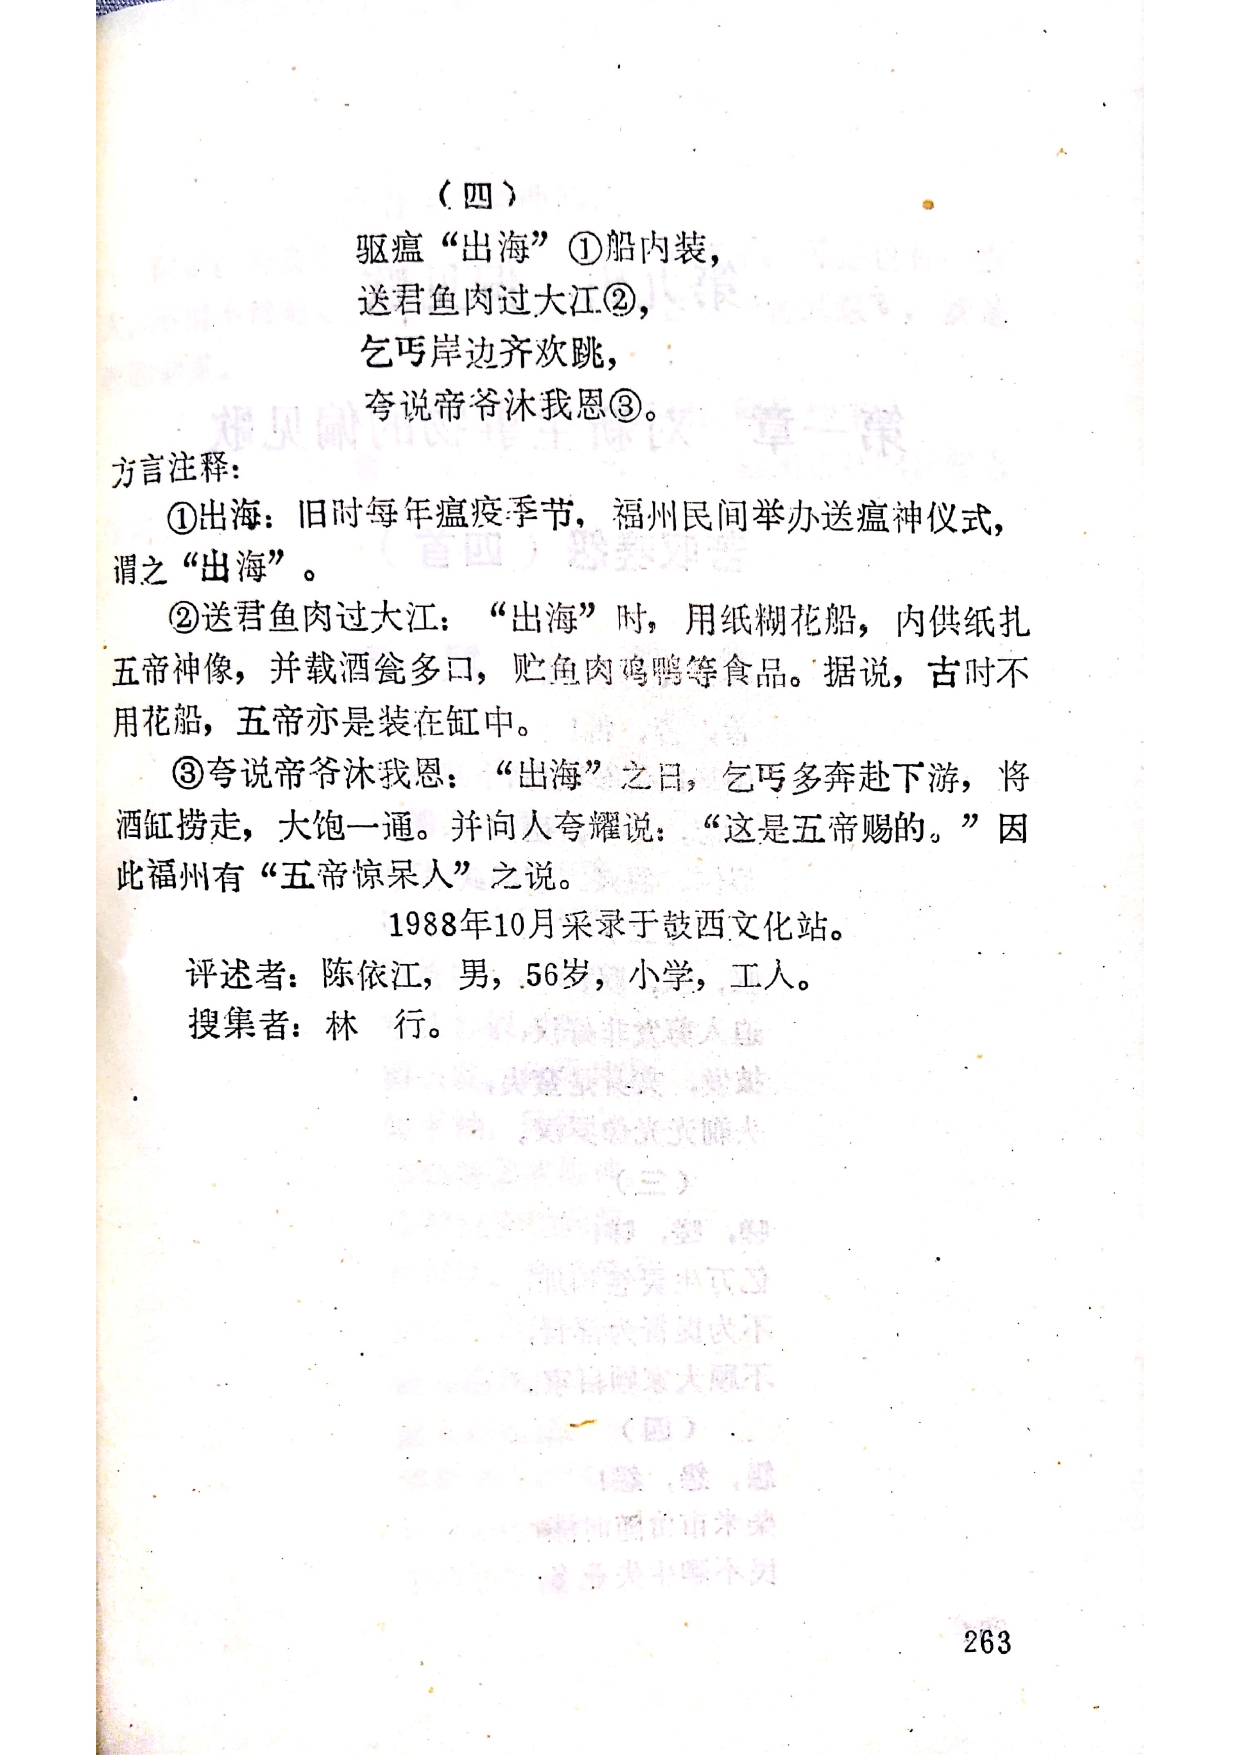 （四）
驱瘟“出海”①船内装，
送君鱼肉过大江②，
乞丐岸边齐欢跳，
夸说帝爷沐我恩③。
方言注释：
①出海：旧时每年瘟疫季节，福州民间举办送瘟神仪式，
谓之“出海”。
②送君鱼肉过大江：“出海”时，用纸糊花船，内供纸扎
五帝神像，并载酒瓮多口，贮鱼肉鸡鸭等食品。据说，古时不
用花船，五帝亦是装在缸中。
③夸说帝爷沐我恩：“出海”之日，乞丐多奔赴下游，将
酒缸捞走，大饱一通。并向人夸耀说：“这是五帝赐的。”因
此福州有“五帝惊呆人”之说。
1988年10月采录于鼓西文化站。
评述者：陈依江，男，56岁，小学，工人。
搜集者：林　行。
263